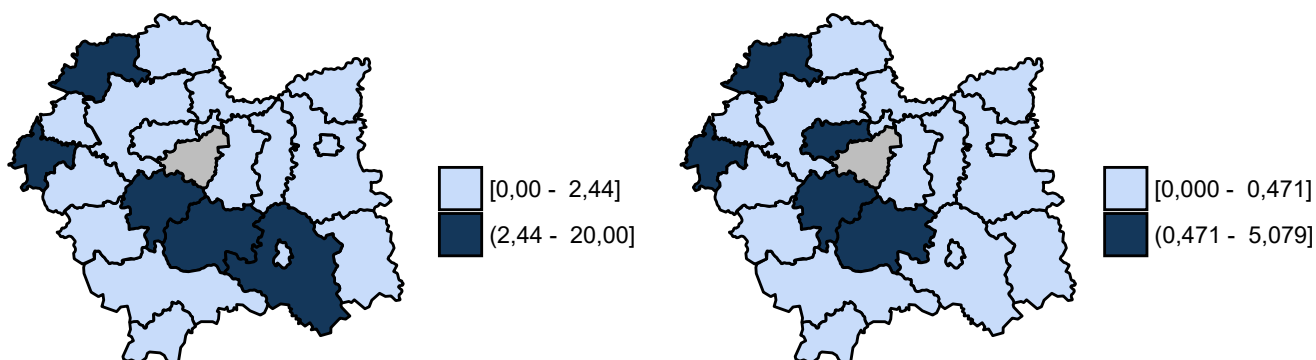 [0,00 - 2,44]
(2,44 - 20,00]
[0,000 - 0,471]
(0,471 - 5,079]